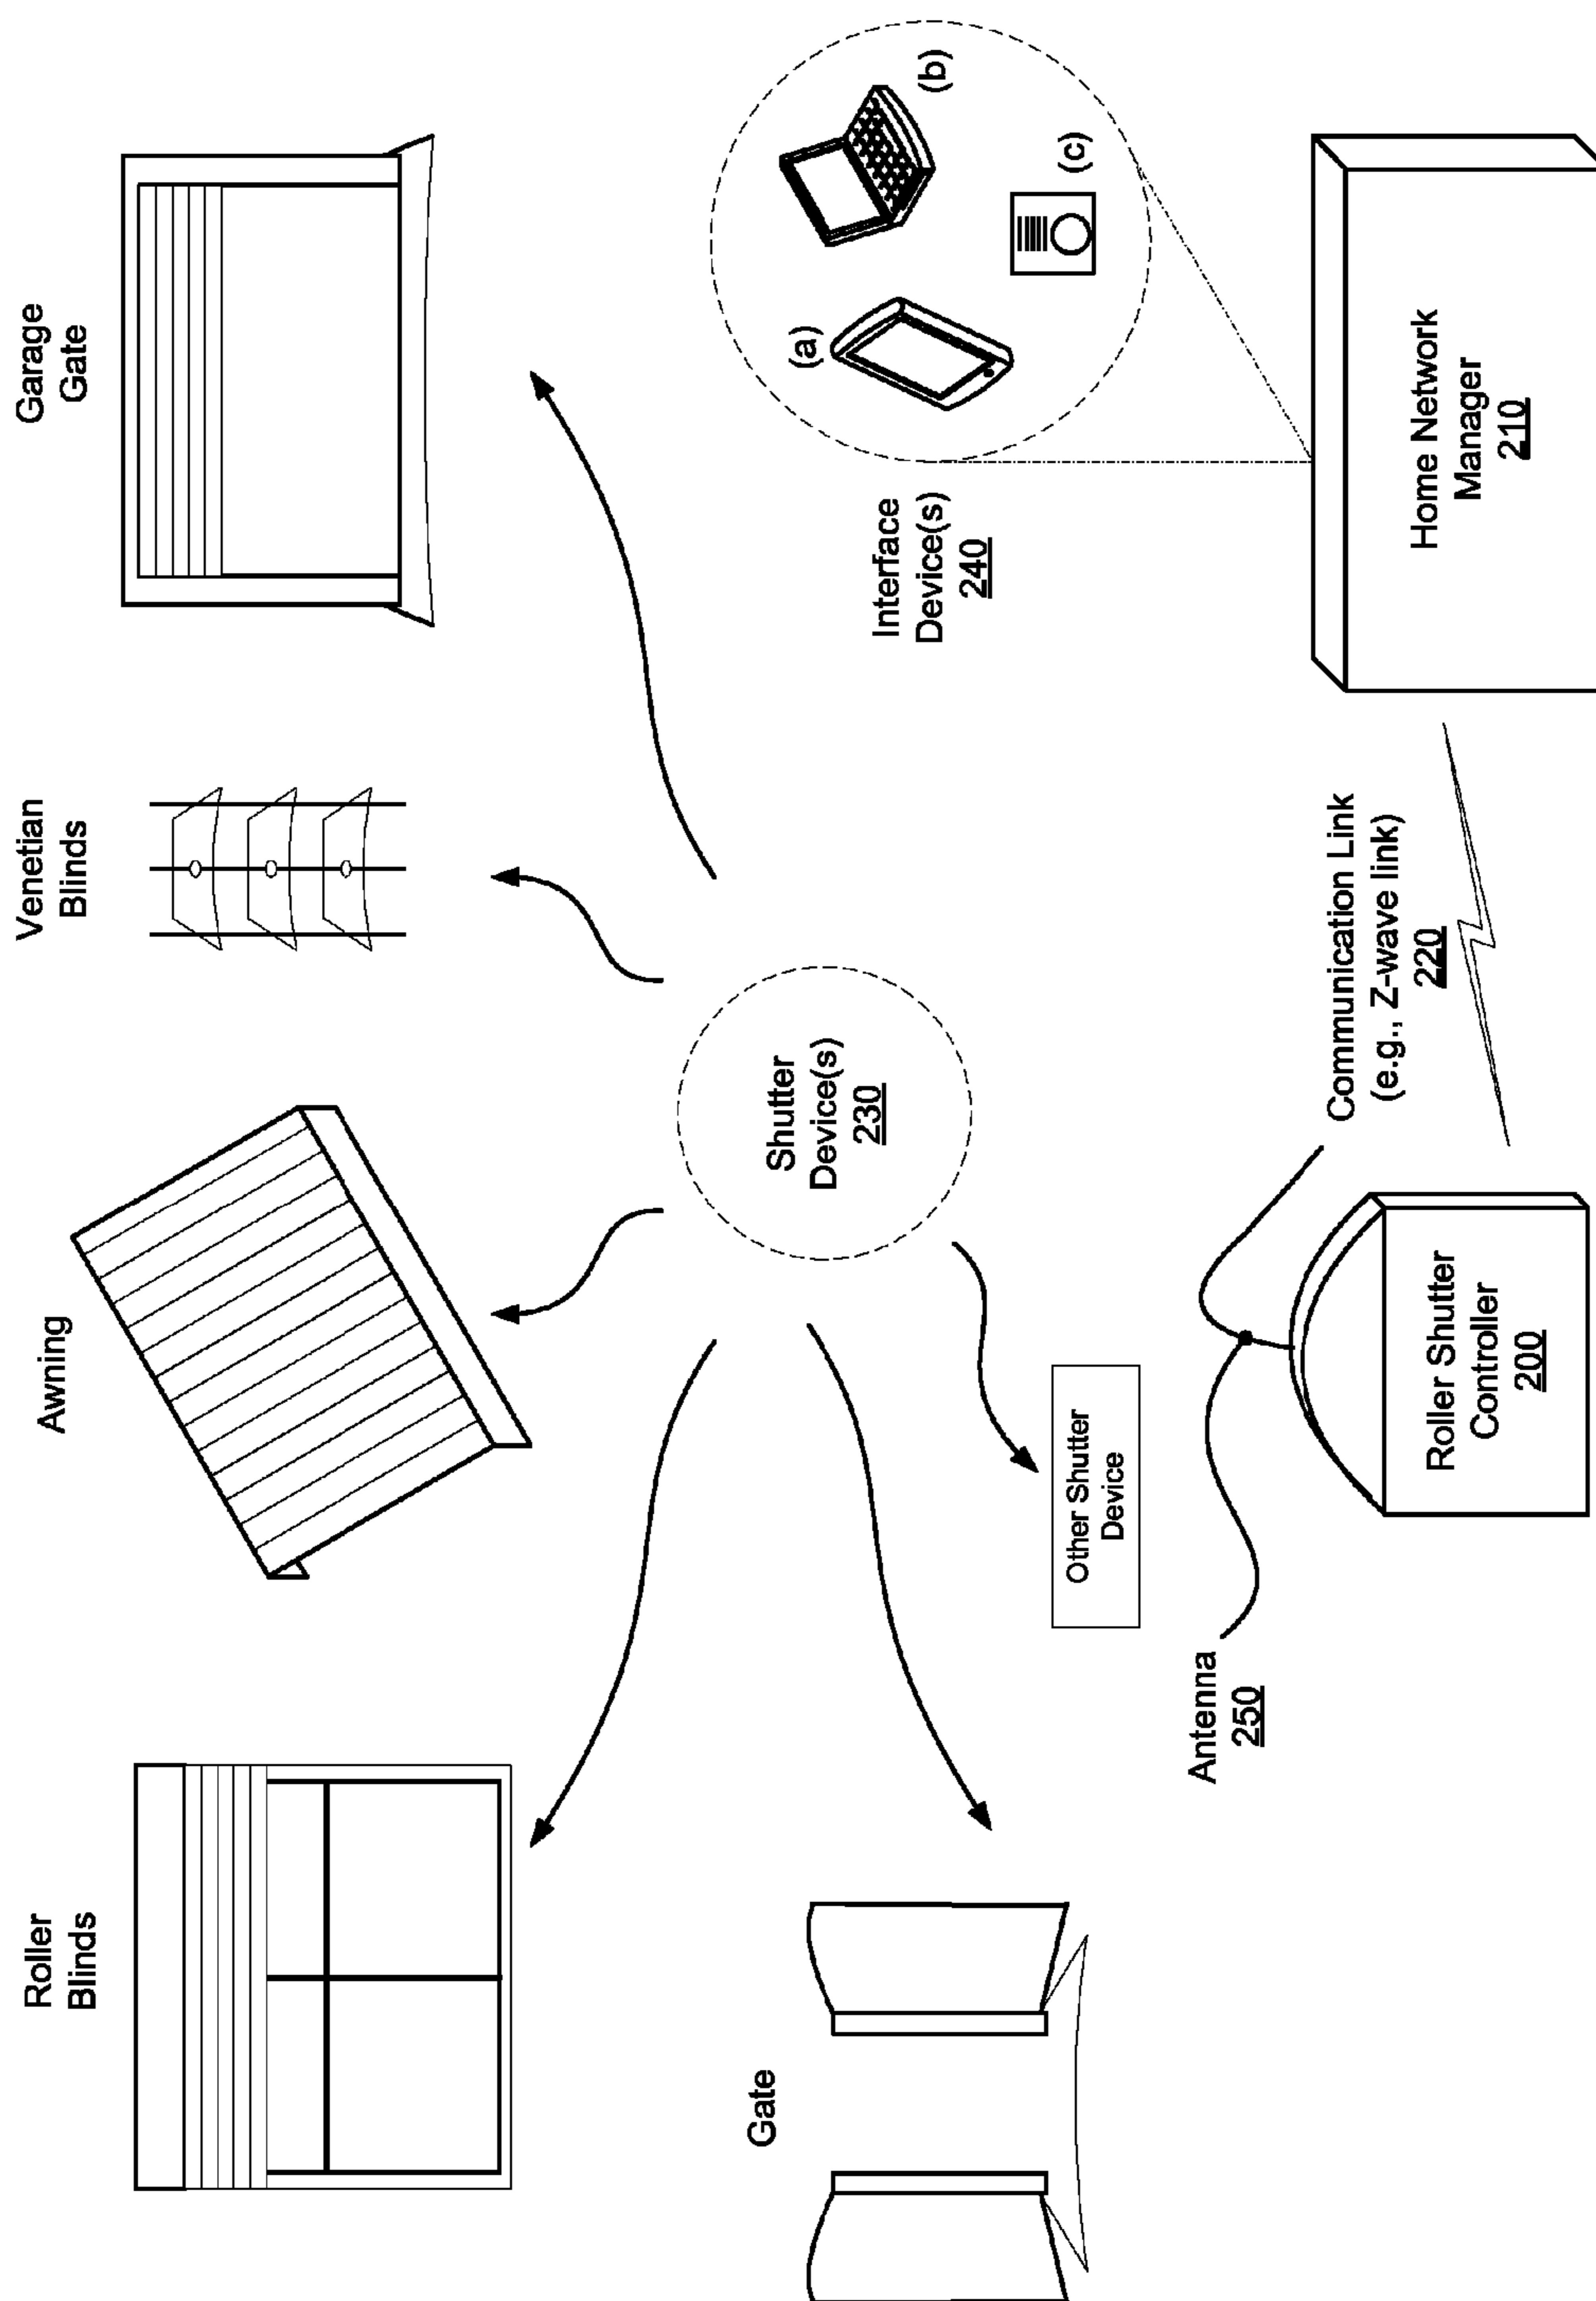 Roller
Blinds
Awning
Venetian
Blinds
Garage
Gate
Gate
Shutter
Device(s)
230
Other Shutter
Device
Interface
Device(s)
240
(a)
(b)
(c)
Antenna
250
Roller Shutter
Controller
200
Communication Link
(e.g., Z-wave link)
220
Home Network
Manager
210